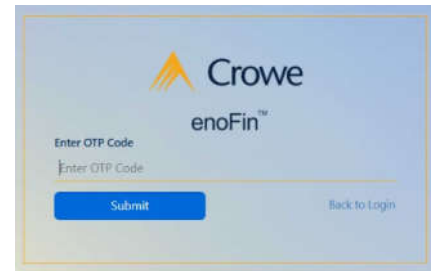 Crowe
enoFin™
Enter OTP Code
Enter OTP Code
Submit
Back to Login